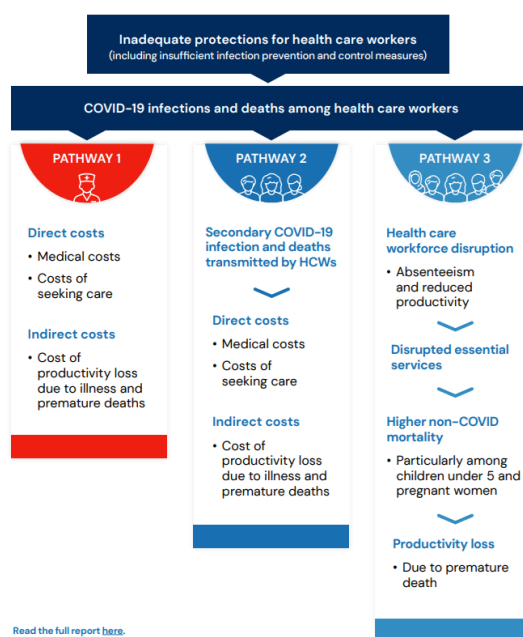 Inadequate protections for health care workers
(including insufficient infection prevention and control measures)
COVID-19 infections and deaths among health care workers
PATHWAY 1
Direct costs
• Medical costs
• Costs of
seeking care
Indirect costs
• Cost of
productivity loss
due to illness and
premature deaths
PATHWAY 2
Secondary COVID-19
infection and deaths
transmitted by HCWs
Direct costs
• Medical costs
• Costs of
seeking care
Indirect costs
• Cost of
productivity loss
due to illness and
premature deaths
PATHWAY 3
Health care
workforce disruption
• Absenteeism
and reduced
productivity
Disrupted essential
services
Higher non-COVID
mortality
• Particularly among
children under 5 and
pregnant women
Productivity loss
• Due to premature
death
Read the full report here.